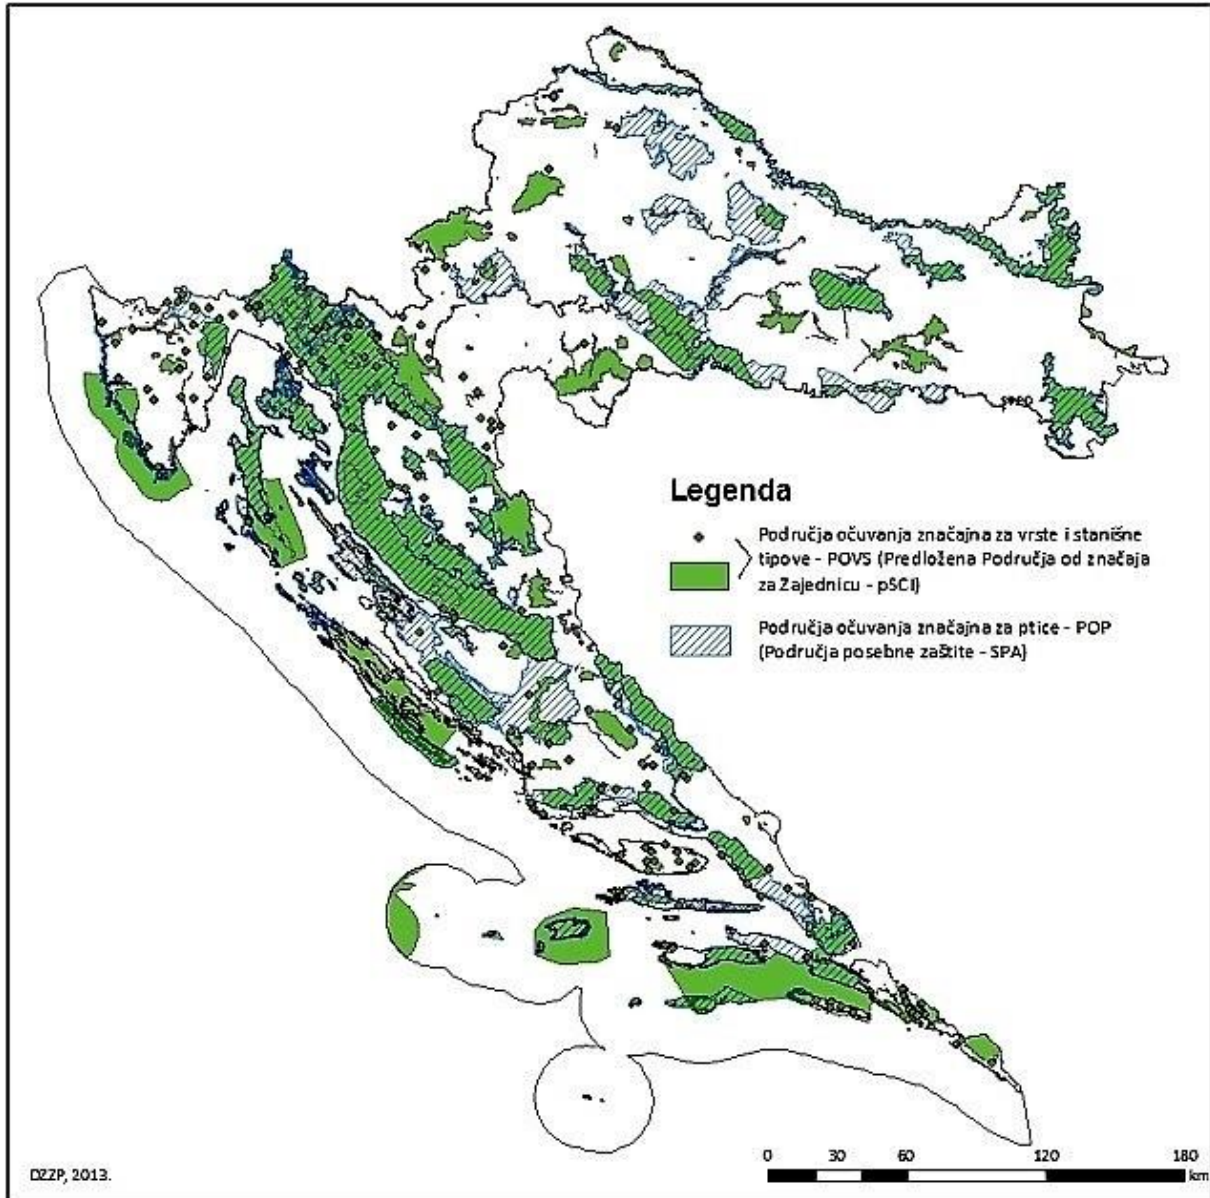 Legenda
Područja očuvanja značajna za vrste i stanišne
tipove - POVS (Predložena Područja od značaja
za Zajednicu - pSCI)
Područja očuvanja značajna za ptice - POP
(Područja posebne zaštite - SPA)
0 30 60 120 180
km
DZZP, 2013.